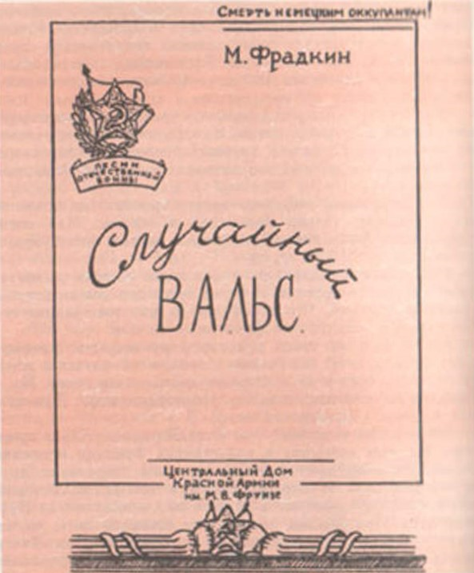 Смерть немецким оккупантам!
М. Фрадкин
ПЕСНИ
ОТЕЧЕСТВЕННОЙ
ВОЙНЫ
Случайный
ВАЛЬС.
Центральный Дом
Красной Армии
им. М. В. Фрунзе